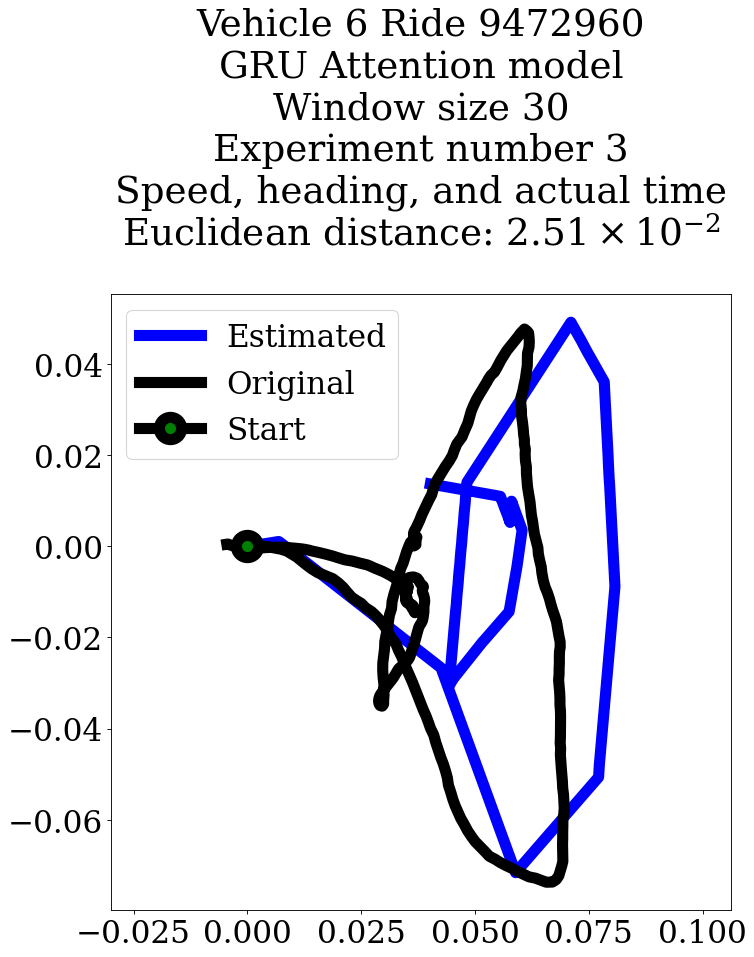 Vehicle 6 Ride 9472960
GRU Attention model
Window size 30
Experiment number 3
Speed, heading, and actual time
Euclidean distance: 2.51 × 10⁻²
Estimated
Original
Start
0.04
0.02
0.00
−0.02
−0.04
−0.06
−0.025 0.000 0.025 0.050 0.075 0.100